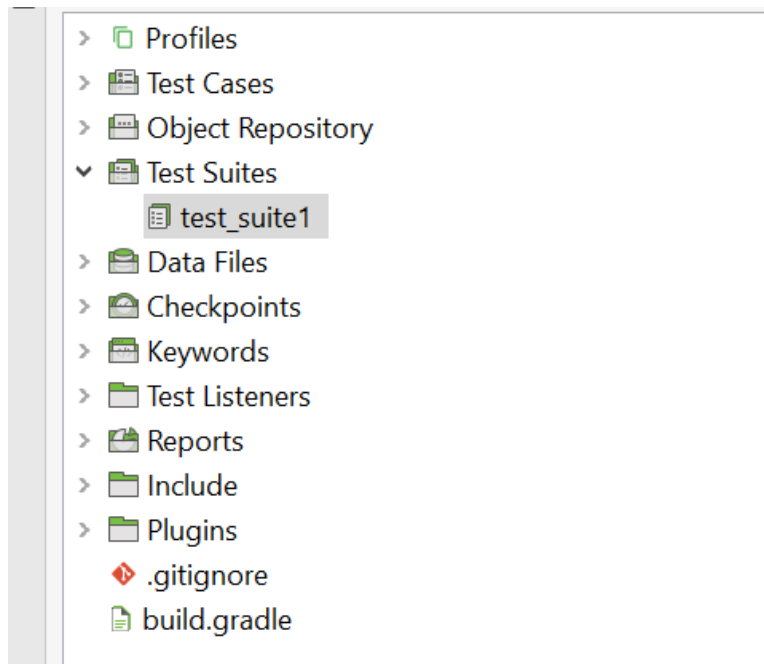 Profiles
Test Cases
Object Repository
Test Suites
test_suite1
Data Files
Checkpoints
Keywords
Test Listeners
Reports
Include
Plugins
.gitignore
build.gradle